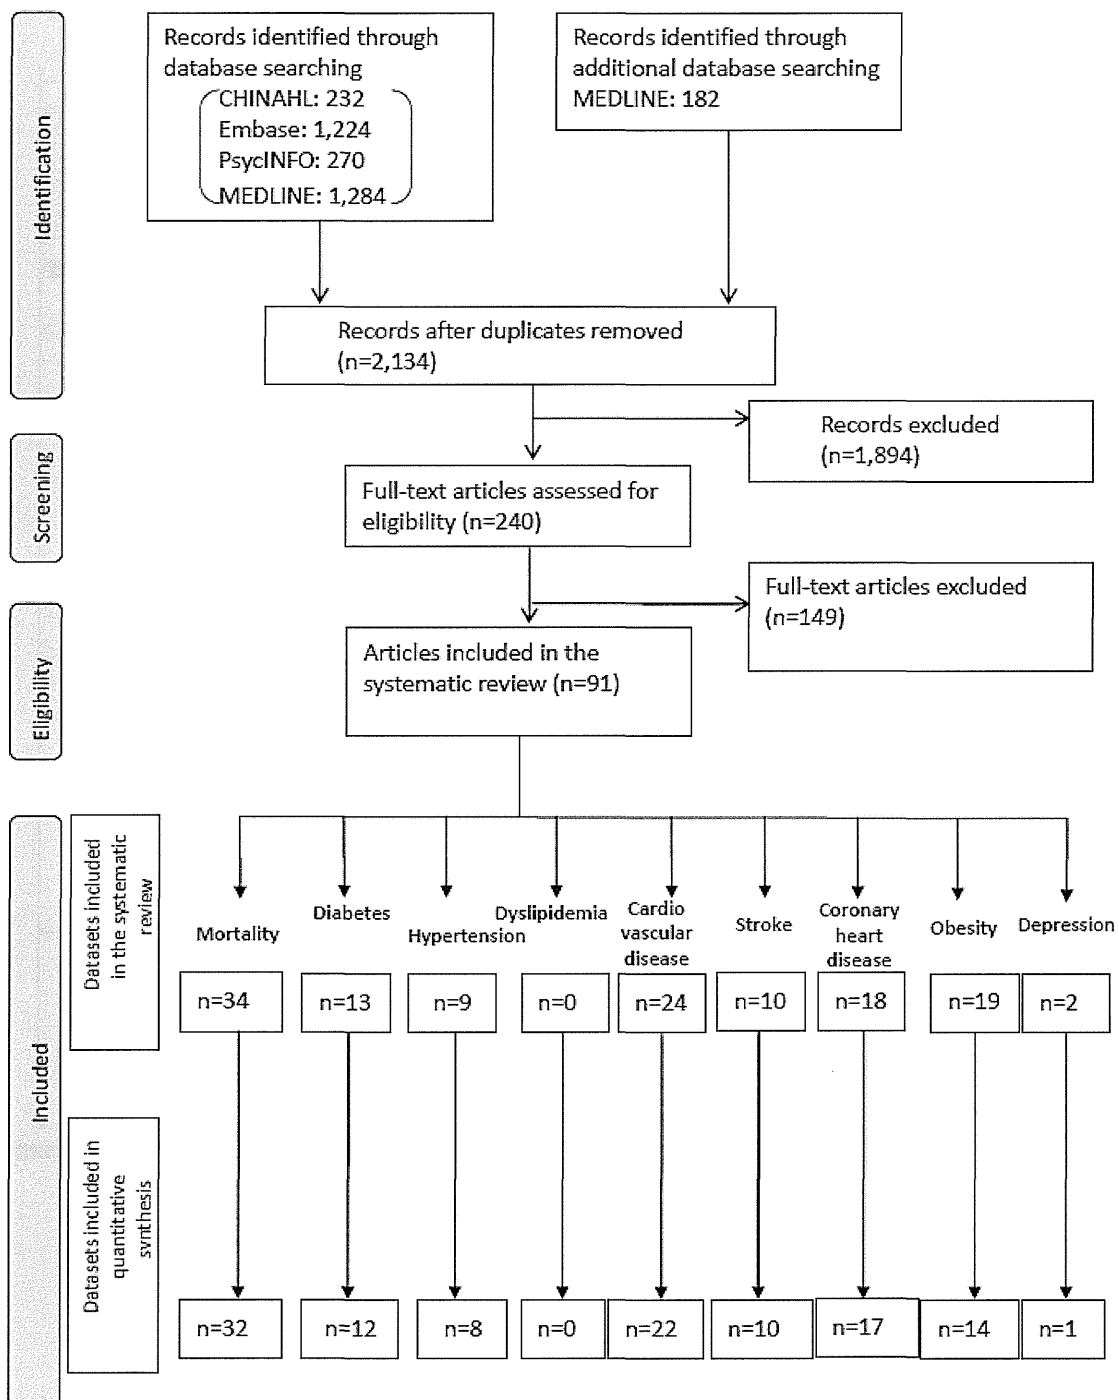 Identification
Records identified through
database searching
CHINAHL: 232
Embase: 1,224
PsycINFO: 270
MEDLINE: 1,284
Records identified through
additional database searching
MEDLINE: 182
Records after duplicates removed
(n=2,134)
Records excluded
(n=1,894)
Screening
Full-text articles assessed for
eligibility (n=240)
Full-text articles excluded
(n=149)
Eligibility
Articles included in the
systematic review (n=91)
Included
Datasets included
in the systematic
review
Mortality
Diabetes
Hypertension
Dyslipidemia
Cardio
vascular
disease
Stroke
Coronary
heart
disease
Obesity
Depression
n=34
n=13
n=9
n=0
n=24
n=10
n=18
n=19
n=2
Datasets included in
quantitative
synthesis
n=32
n=12
n=8
n=0
n=22
n=10
n=17
n=14
n=1